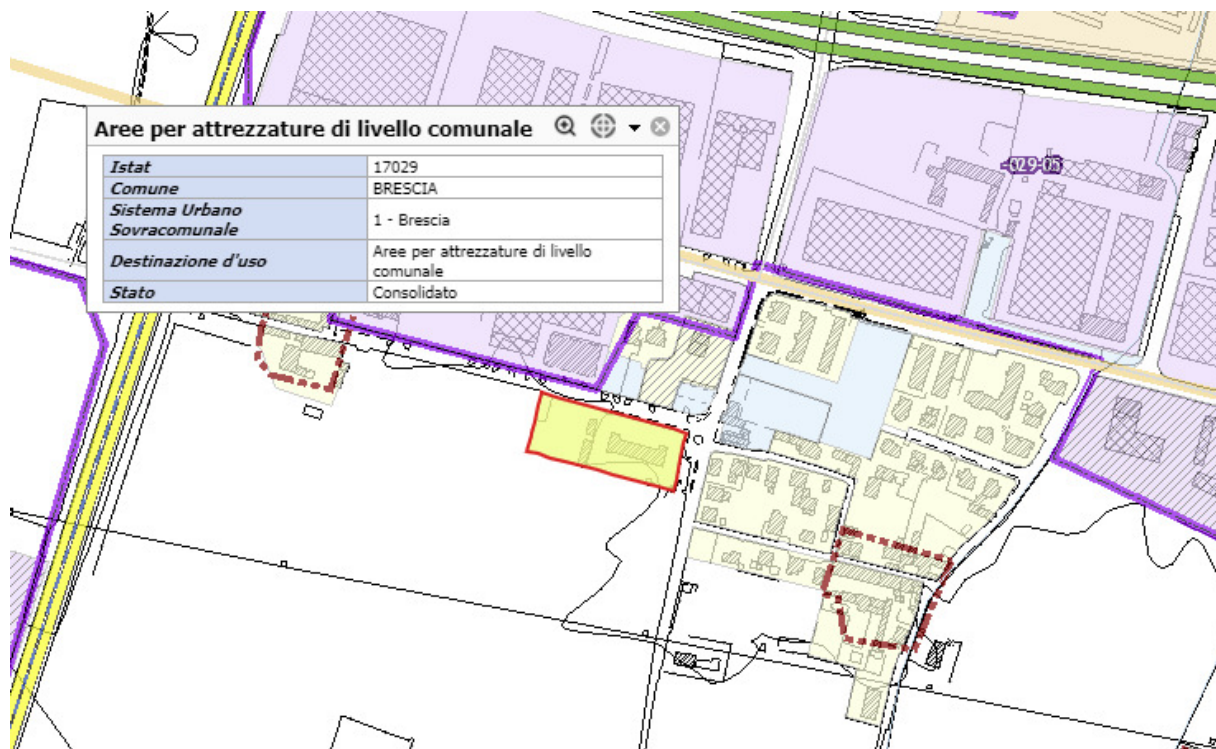 Aree per attrezzature di livello comunale
Istat 17029
Comune BRESCIA
Sistema Urbano
Sovracomunale 1 - Brescia
Destinazione d'uso Aree per attrezzature di livello
comunale
Stato Consolidato
-029-05